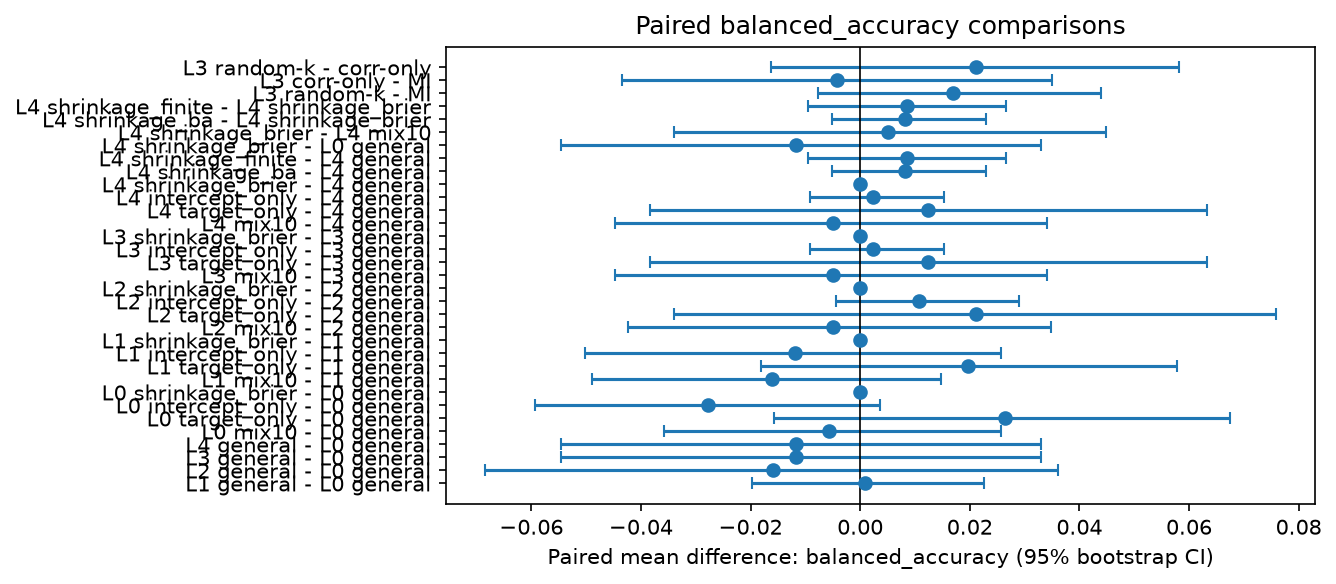 Paired balanced_accuracy comparisons
L3 random-k - corr-only
L3 corr-only - MI
L3 random-k - MI
L4 shrinkage_finite - L4 shrinkage_brier
L4 shrinkage_ba - L4 shrinkage_brier
L4 shrinkage_brier - L4 mix10
L4 shrinkage_brier - L0 general
L4 shrinkage_finite - L4 general
L4 shrinkage_ba - L4 general
L4 shrinkage_brier - L4 general
L4 intercept_only - L4 general
L4 target_only - L4 general
L4 mix10 - L4 general
L3 shrinkage_brier - L3 general
L3 intercept_only - L3 general
L3 target_only - L3 general
L3 mix10 - L3 general
L2 shrinkage_brier - L2 general
L2 intercept_only - L2 general
L2 target_only - L2 general
L2 mix10 - L2 general
L1 shrinkage_brier - L1 general
L1 intercept_only - L1 general
L1 target_only - L1 general
L1 mix10 - L1 general
L0 shrinkage_brier - L0 general
L0 intercept_only - L0 general
L0 target_only - L0 general
L0 mix10 - L0 general
L4 general - L0 general
L3 general - L0 general
L2 general - L0 general
L1 general - L0 general
−0.06 −0.04 −0.02 0.00 0.02 0.04 0.06 0.08
Paired mean difference: balanced_accuracy (95% bootstrap CI)